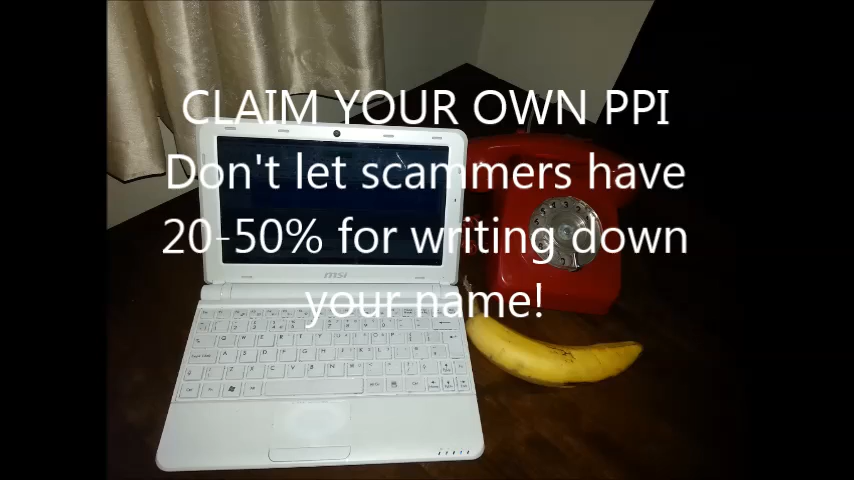 CLAIM YOUR OWN PPI
Don't let scammers have
20-50% for writing down
your name!
msi